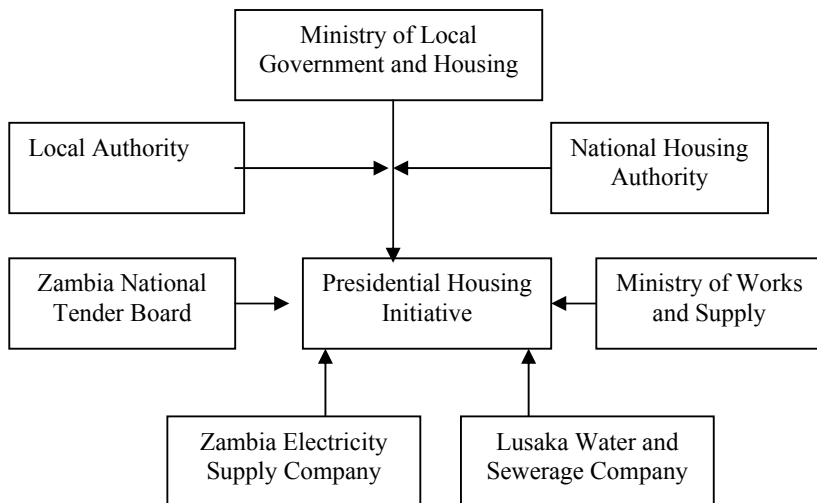 Ministry of Local
Government and Housing
Local Authority
National Housing
Authority
Zambia National
Tender Board
Presidential Housing
Initiative
Ministry of Works
and Supply
Zambia Electricity
Supply Company
Lusaka Water and
Sewerage Company